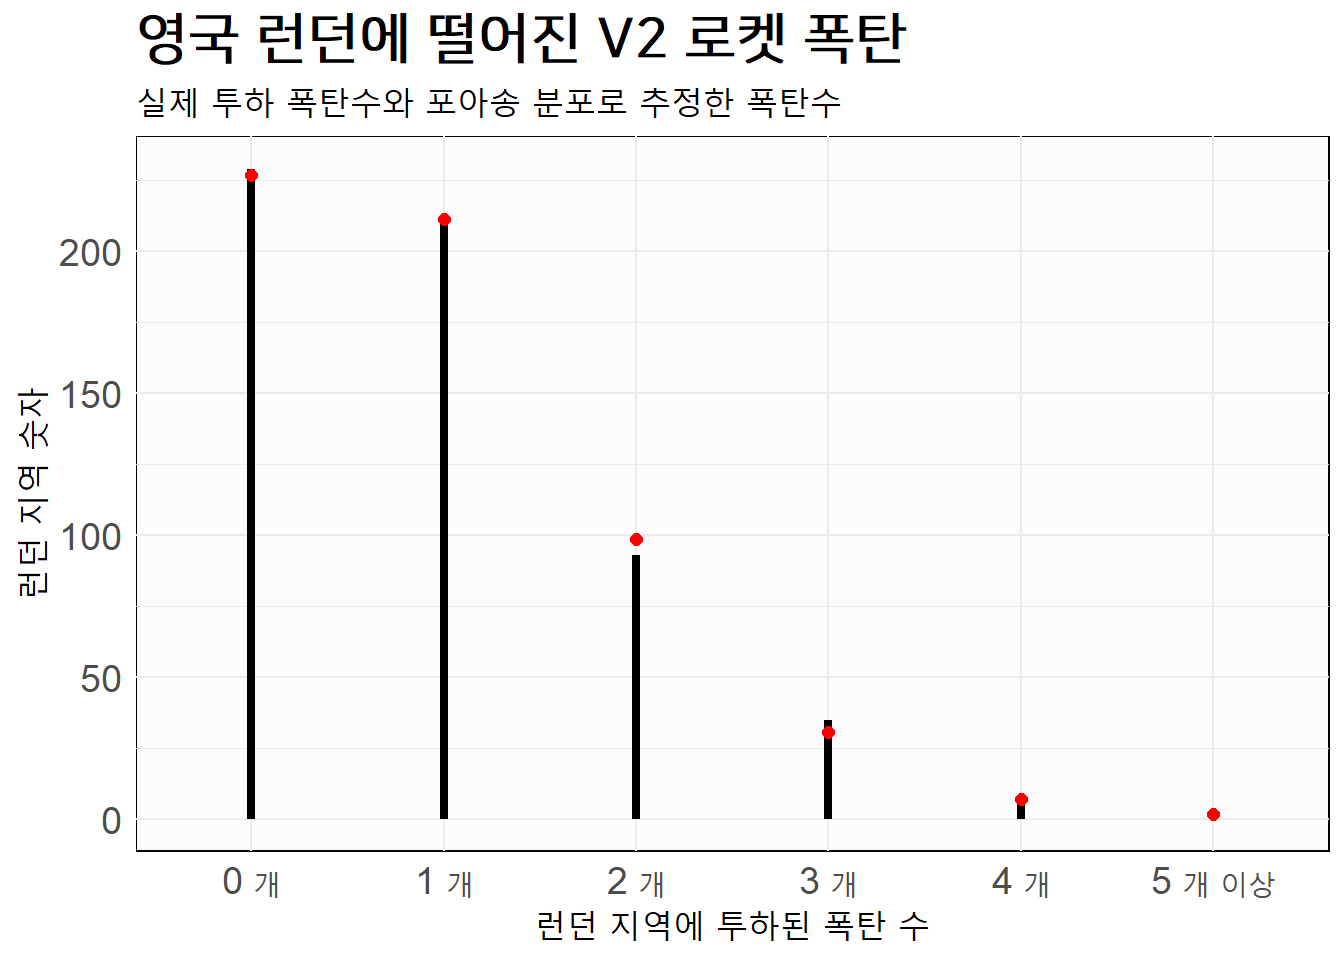 영국 런던에 떨어진 V2 로켓 폭탄
실제 투하 폭탄수와 포아송 분포로 추정한 폭탄수
런던 지역 숫자
200
150
100
50
0
0 개
1 개
2 개
3 개
4 개
5 개 이상
런던 지역에 투하된 폭탄 수